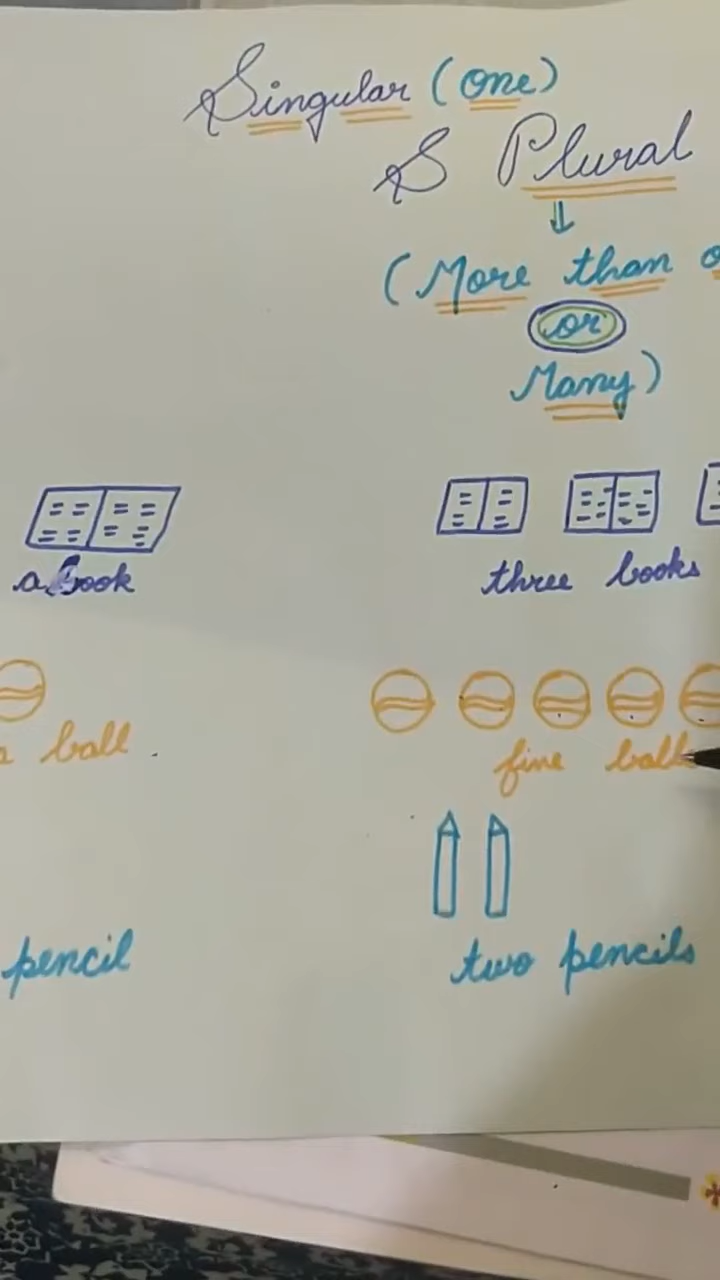 Singular (one)
& Plural
(More than o
or
Many)
a book
three books
a ball
five balls
pencil
two pencils